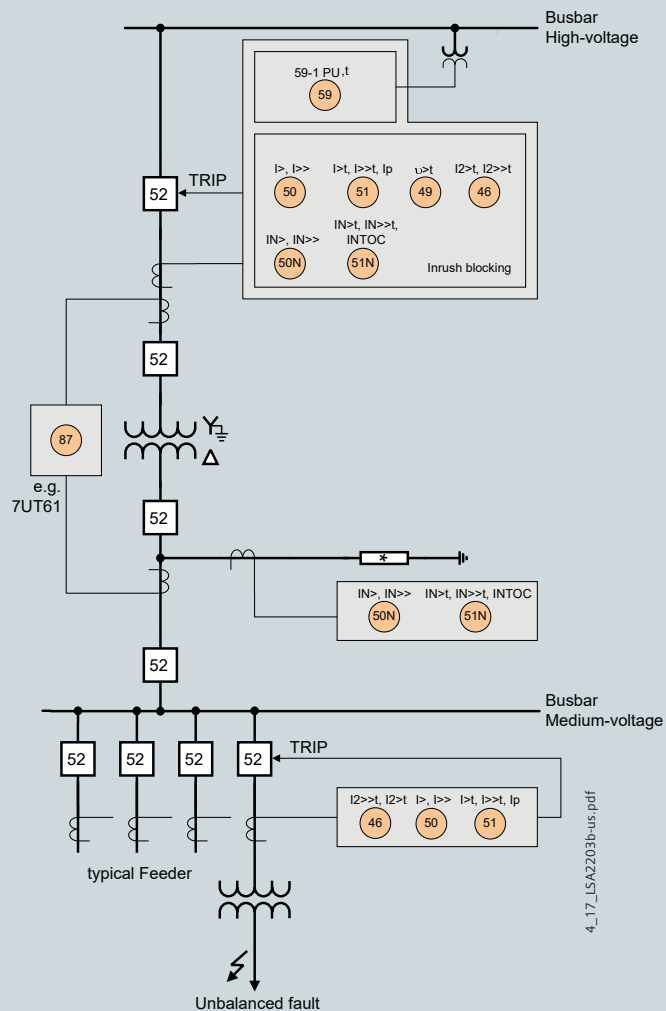 Busbar
High-voltage
59-1 PU,t
59
I>, I>>
I>t, I>>t, Ip
υ>t
I2>t, I2>>t
50
51
49
46
IN>, IN>>
IN>t, IN>>t,
INTOC
50N
51N
Inrush blocking
TRIP
52
52
87
e.g.
7UT61
Y
Δ
52
*
IN>, IN>>
IN>t, IN>>t, INTOC
50N
51N
52
Busbar
Medium-voltage
52
52
52
52
TRIP
I2>>t, I2>t
I>, I>>
I>t, I>>t, Ip
46
50
51
typical Feeder
Unbalanced fault
4_17_LSA2203b-us.pdf